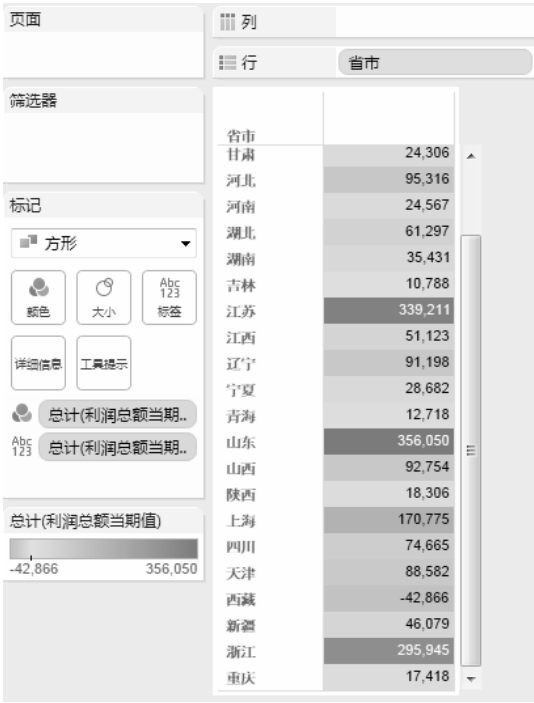 页面
列
行 省市
筛选器
标记
方形
颜色 大小 Abc 123 标签
详细信息 工具提示
总计(利润总额当期..
Abc 123 总计(利润总额当期..
总计(利润总额当期值)
-42,866 356,050
省市
甘肃 24,306
河北 95,316
河南 24,567
湖北 61,297
湖南 35,431
吉林 10,788
江苏 339,211
江西 51,123
辽宁 91,198
宁夏 28,682
青海 12,718
山东 356,050
山西 92,754
陕西 18,306
上海 170,775
四川 74,665
天津 88,582
西藏 -42,866
新疆 46,079
浙江 295,945
重庆 17,418